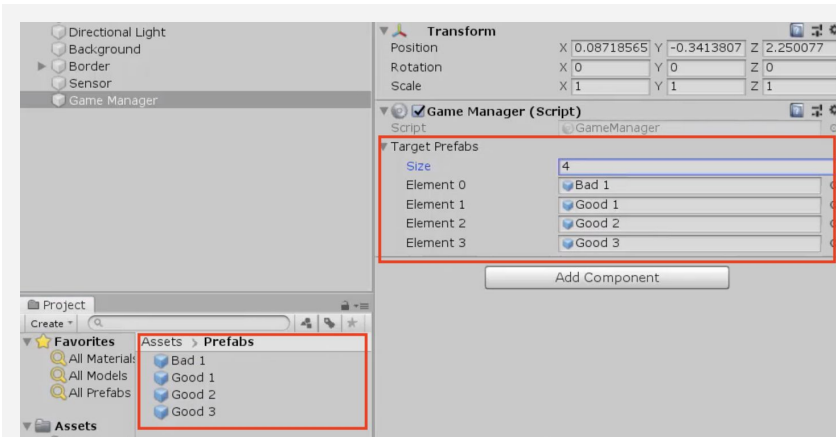 Directional Light
Background
Border
Sensor
Game Manager
Project
Create
Favorites
All Materials
All Models
All Prefabs
Assets
Assets > Prefabs
Bad 1
Good 1
Good 2
Good 3
Transform
Position X 0.08718565 Y -0.3413807 Z 2.250077
Rotation X 0 Y 0 Z 0
Scale X 1 Y 1 Z 1
Game Manager (Script)
Script GameManager
Target Prefabs
Size 4
Element 0 Bad 1
Element 1 Good 1
Element 2 Good 2
Element 3 Good 3
Add Component